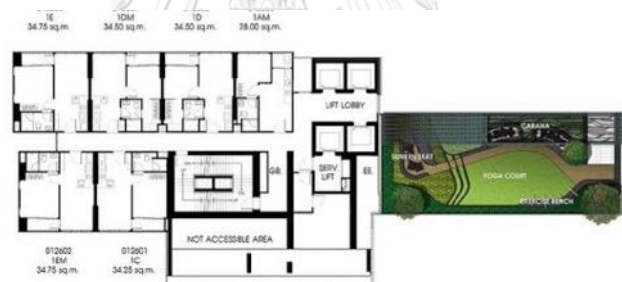 1E
34.75 sq.m.
1DM
34.50 sq.m.
1D
34.50 sq.m.
1AM
28.00 sq.m.
LIFT LOBBY
CABANA
SUNKEN SEAT
YOGA COURT
EXERCISE BENCH
GB.
SERV.
LIFT
EE.
NOT ACCESSIBLE AREA
012602
1EM
34.75 sq.m.
012601
1C
34.25 sq.m.